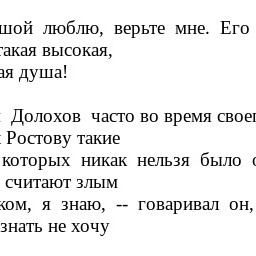 шой люблю, верьте мне. Его
такая высокая,
ая душа!
Долохов часто во время свое
Ростову такие
которых никак нельзя было
считают злым
ком, я знаю, -- говаривал он,
знать не хочу